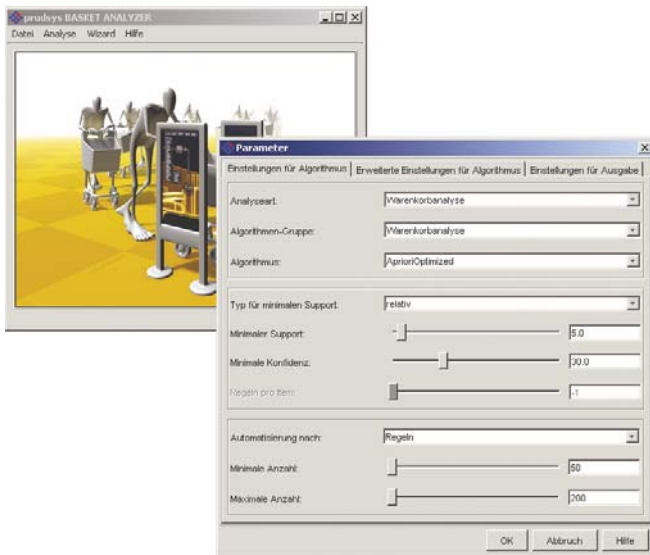 prudsys BASKET ANALYZER
Datei Analyse Wizard Hilfe
Parameter
Einstellungen für Algorithmus Erweiterte Einstellungen für Algorithmus Einstellungen für Ausgabe
Analyseart: Warenkorbanalyse
Algorithmen-Gruppe: Warenkorbanalyse
Algorithmus: AprioriOptimized
Typ für minimalen Support: relativ
Minimaler Support: 5.0
Minimale Konfidenz: 30.0
Regeln pro Item: -1
Automatisierung nach: Regeln
Minimale Anzahl: 50
Maximale Anzahl: 200
OK Abbruch Hilfe